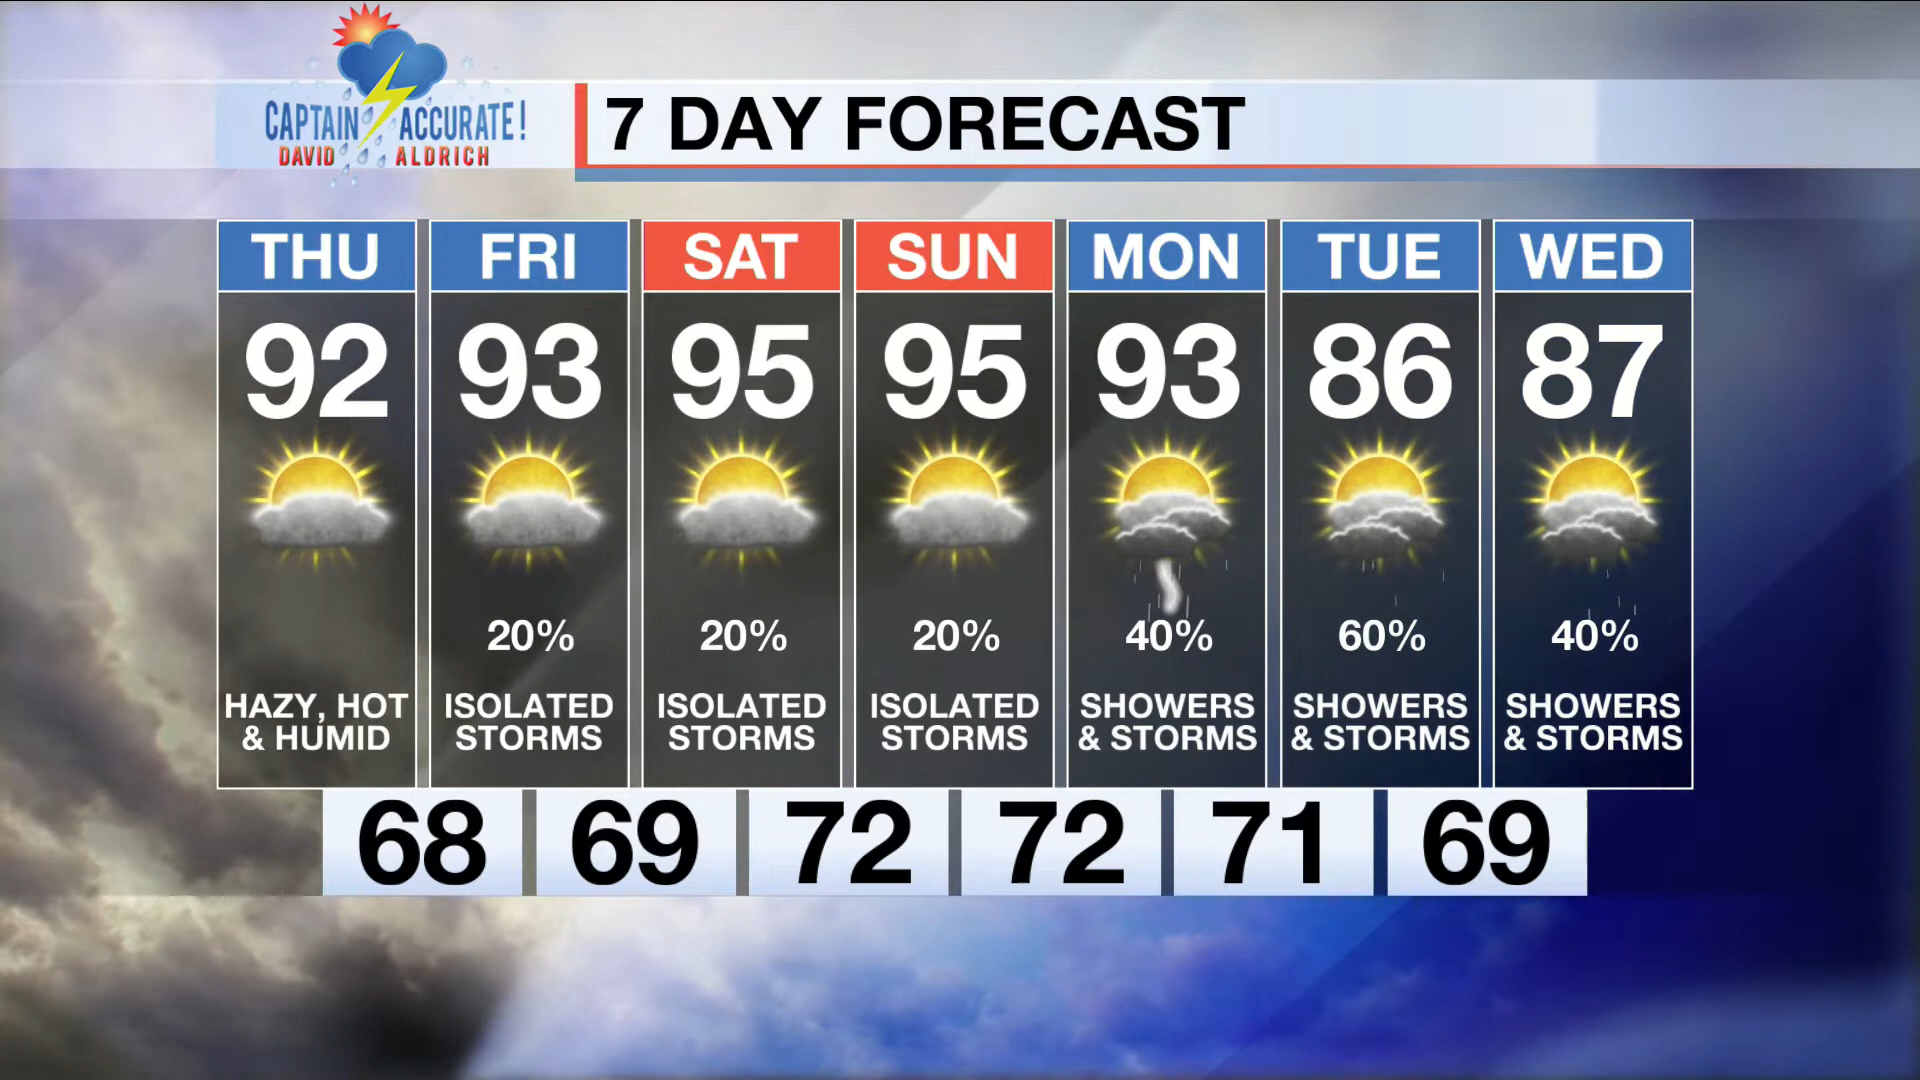 CAPTAIN ACCURATE!
DAVID ALDRICH
7 DAY FORECAST
THU
92
HAZY, HOT
& HUMID
FRI
93
20%
ISOLATED
STORMS
SAT
95
20%
ISOLATED
STORMS
SUN
95
20%
ISOLATED
STORMS
MON
93
40%
SHOWERS
& STORMS
TUE
86
60%
SHOWERS
& STORMS
WED
87
40%
SHOWERS
& STORMS
68 69 72 72 71 69